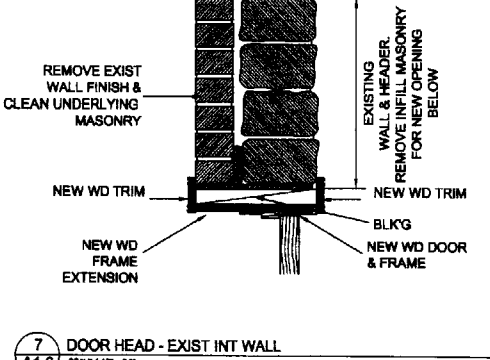 REMOVE EXIST
WALL FINISH &
CLEAN UNDERLYING
MASONRY
EXISTING
WALL & HEADER.
REMOVE INFILL MASONRY
FOR NEW OPENING
BELOW
NEW WD TRIM
NEW WD TRIM
BLK'G
NEW WD
FRAME
EXTENSION
NEW WD DOOR
& FRAME
7 DOOR HEAD - EXIST INT WALL